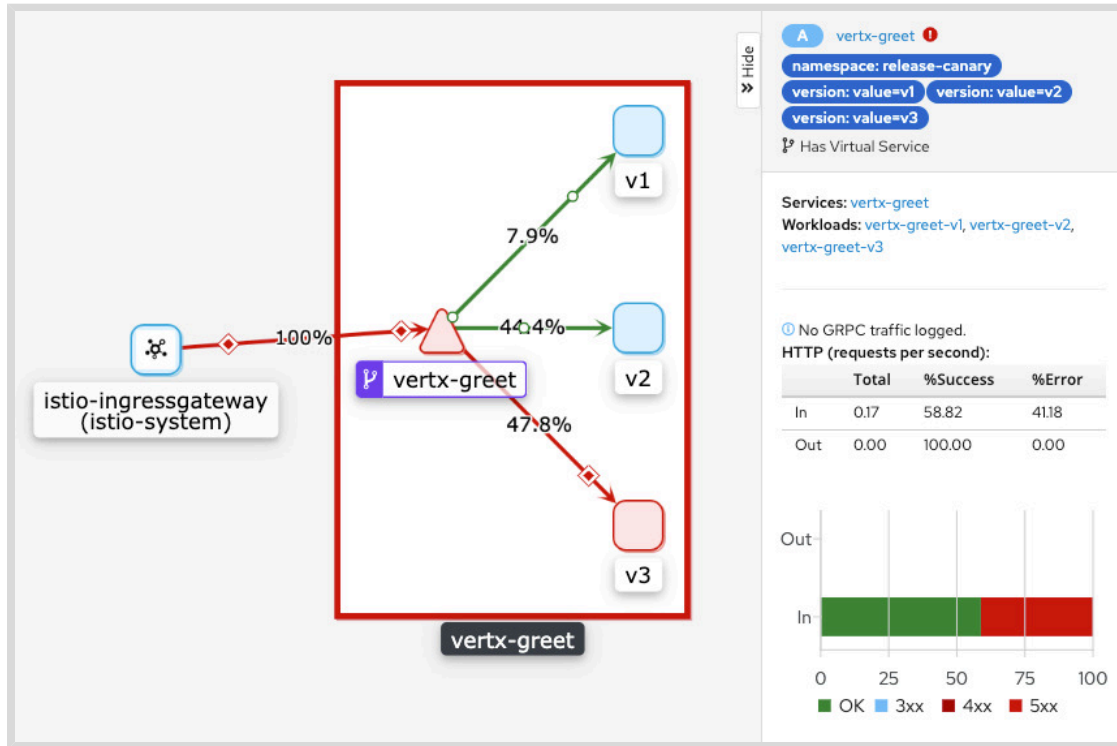 Hide
v1
7.9%
100%
44.4%
istio-ingressgateway
(istio-system)
vertx-greet
v2
47.8%
v3
vertx-greet
A vertx-greet
namespace: release-canary
version: value=v1 version: value=v2
version: value=v3
Has Virtual Service
Services: vertx-greet
Workloads: vertx-greet-v1, vertx-greet-v2,
vertx-greet-v3
No GRPC traffic logged.
HTTP (requests per second):
Total %Success %Error
In 0.17 58.82 41.18
Out 0.00 100.00 0.00
Out
In
0 25 50 75 100
OK 3xx 4xx 5xx